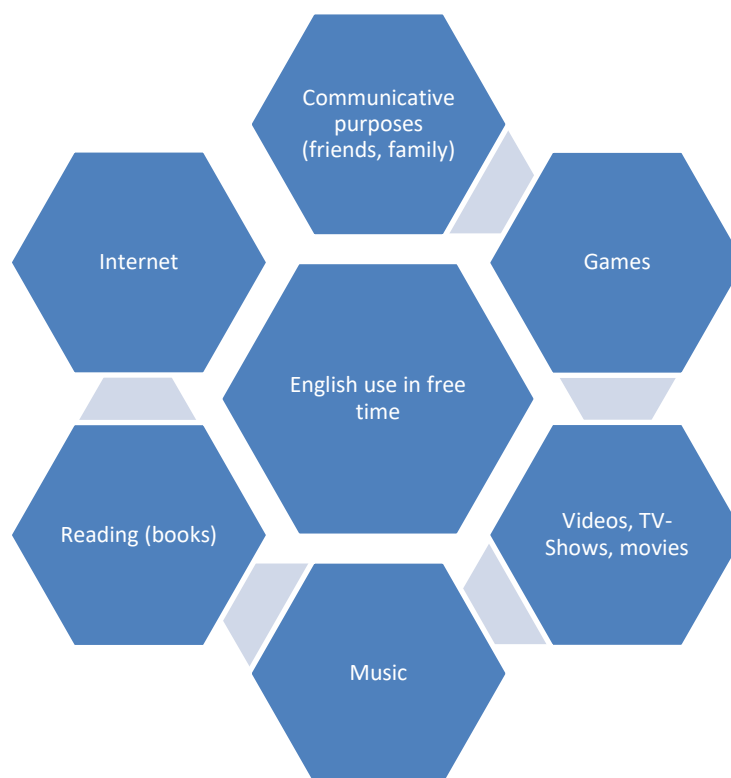 Communicative
purposes
(friends, family)
Internet
Games
English use in free
time
Reading (books)
Videos, TV-
Shows, movies
Music